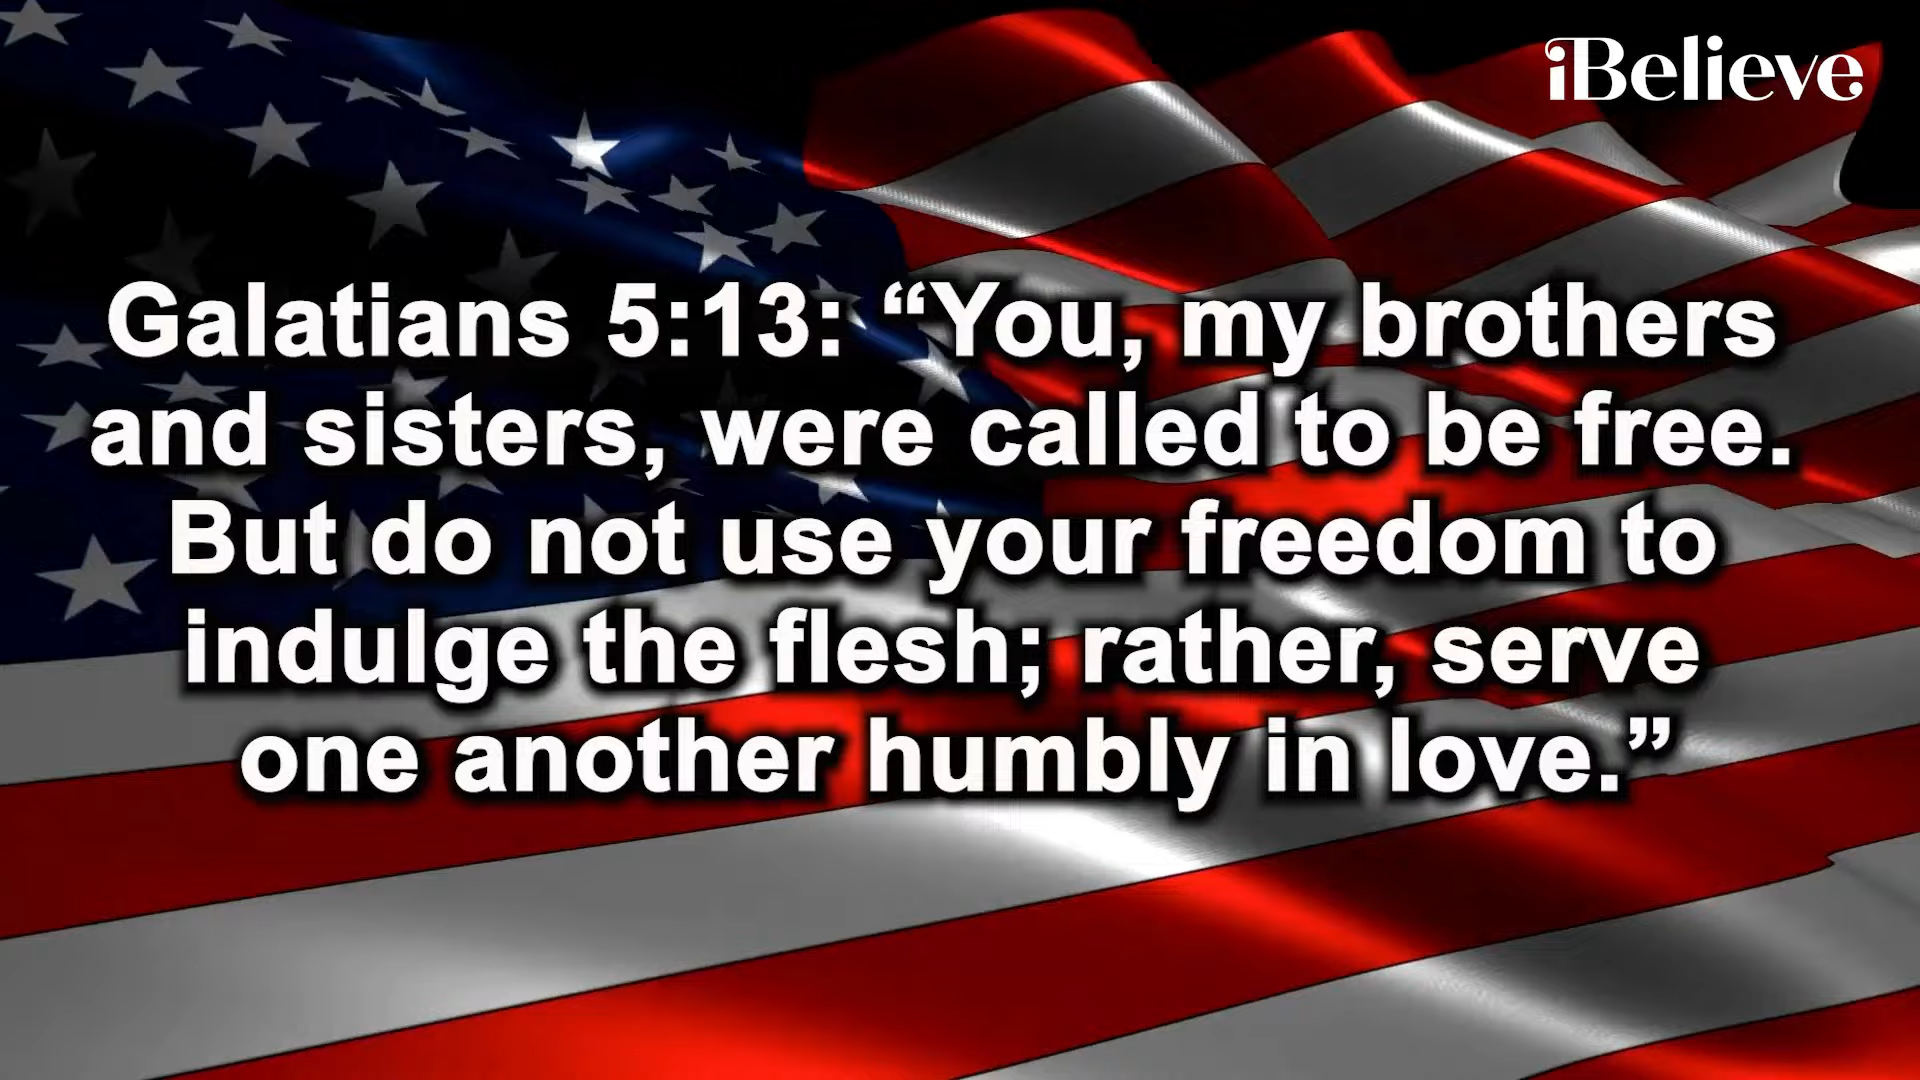 iBelieve
Galatians 5:13: “You, my brothers
and sisters, were called to be free.
But do not use your freedom to
indulge the flesh; rather, serve
one another humbly in love.”